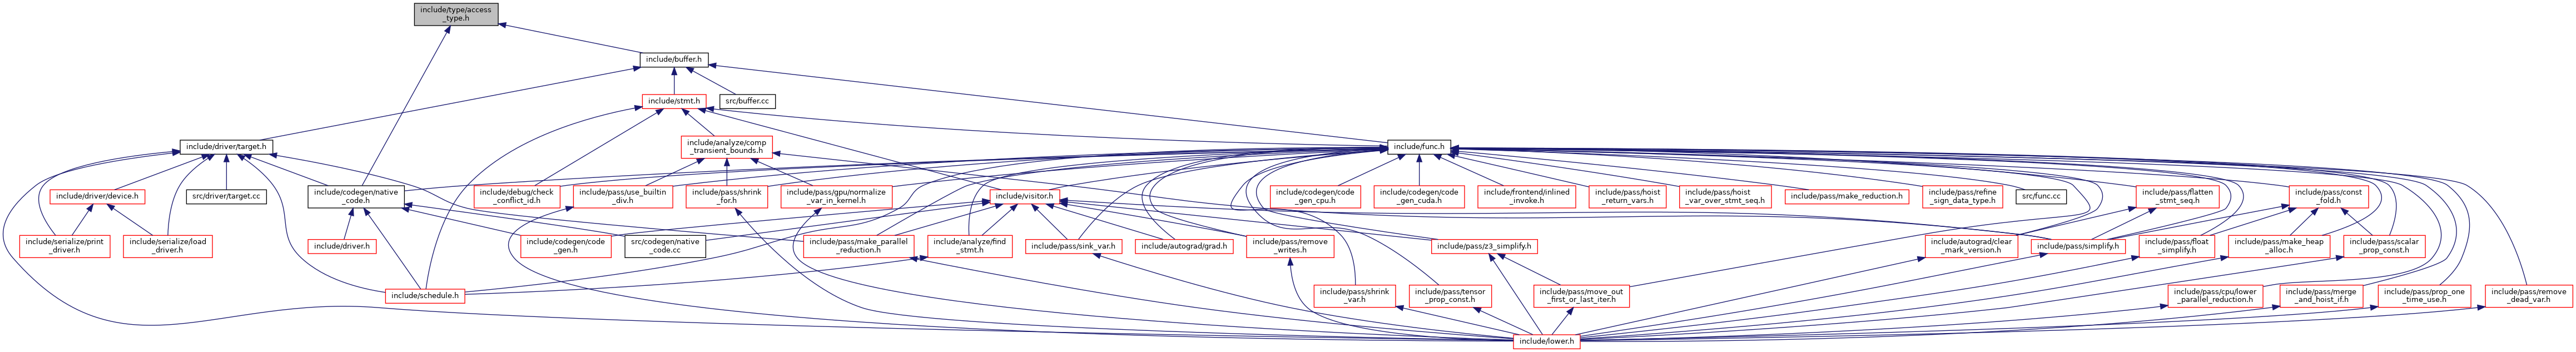 include/type/access
_type.h
include/buffer.h
include/stmt.h
src/buffer.cc
include/driver/target.h
include/analyze/comp
_transient_bounds.h
include/func.h
include/driver/device.h
src/driver/target.cc
include/codegen/native
_code.h
include/debug/check
_conflict_id.h
include/pass/use_builtin
_div.h
include/pass/shrink
_for.h
include/pass/gpu/normalize
_var_in_kernel.h
include/visitor.h
include/codegen/code
_gen_cpu.h
include/codegen/code
_gen_cuda.h
include/frontend/inlined
_invoke.h
include/pass/hoist
_return_vars.h
include/pass/hoist
_var_over_stmt_seq.h
include/pass/make_reduction.h
include/pass/refine
_sign_data_type.h
src/func.cc
include/pass/flatten
_stmt_seq.h
include/pass/const
_fold.h
include/serialize/print
_driver.h
include/serialize/load
_driver.h
include/driver.h
include/codegen/code
_gen.h
src/codegen/native
_code.cc
include/pass/make_parallel
_reduction.h
include/analyze/find
_stmt.h
include/pass/sink_var.h
include/autograd/grad.h
include/pass/remove
_writes.h
include/pass/z3_simplify.h
include/autograd/clear
_mark_version.h
include/pass/simplify.h
include/pass/float
_simplify.h
include/pass/make_heap
_alloc.h
include/pass/scalar
_prop_const.h
include/schedule.h
include/pass/shrink
_var.h
include/pass/tensor
_prop_const.h
include/pass/move_out
_first_or_last_iter.h
include/pass/cpu/lower
_parallel_reduction.h
include/pass/merge
_and_hoist_if.h
include/pass/prop_one
_time_use.h
include/pass/remove
_dead_var.h
include/lower.h